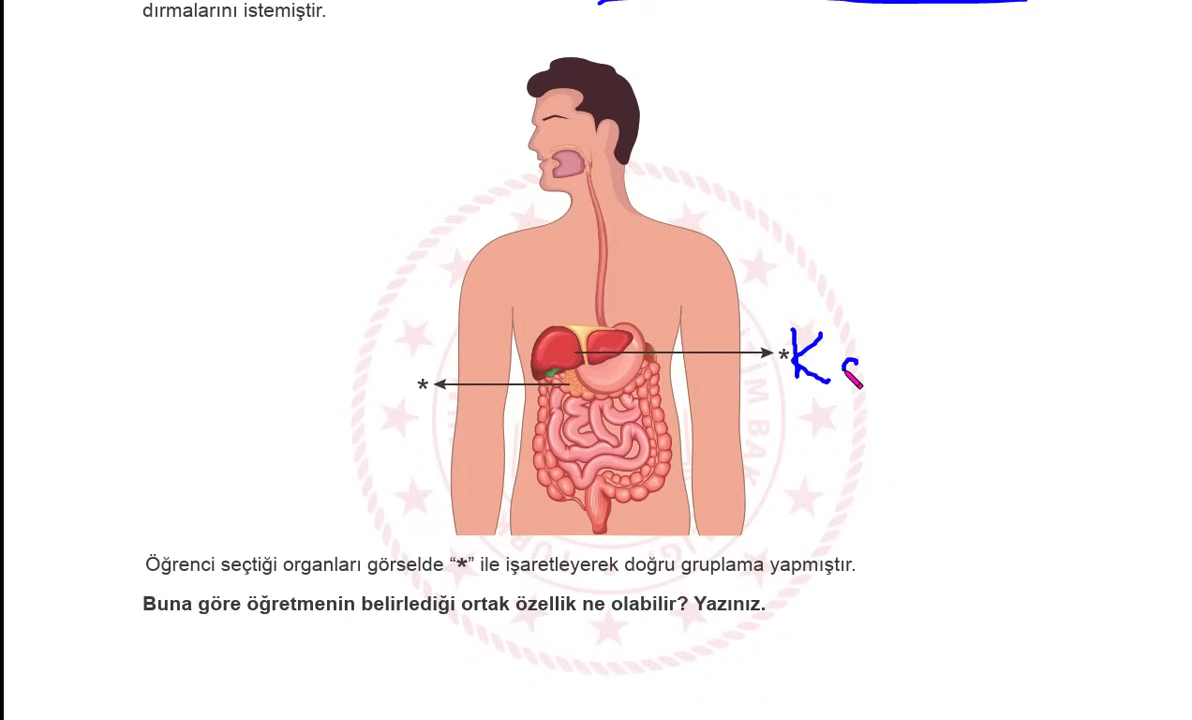 dırmalarını istemiştir.
*K
*
Öğrenci seçtiği organları görselde “*” ile işaretleyerek doğru gruplama yapmıştır.
Buna göre öğretmenin belirlediği ortak özellik ne olabilir? Yazınız.